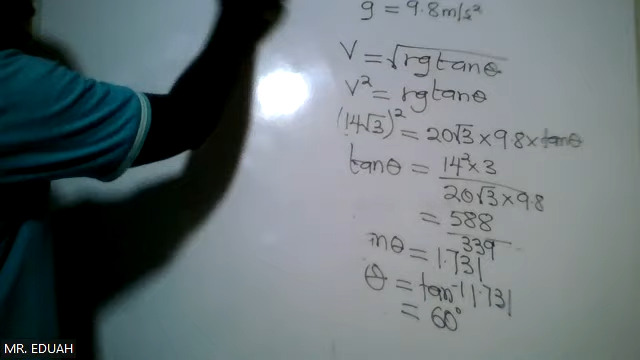 g = 9.8m/s²
V = √rgtanθ
V² = rgtanθ
(14√3)² = 20√3 × 9.8 × tanθ
tanθ = 14² × 3
20√3 × 9.8
= 588
339
mθ = 1.731
θ = tan⁻¹ 1.731
= 60°
MR. EDUAH